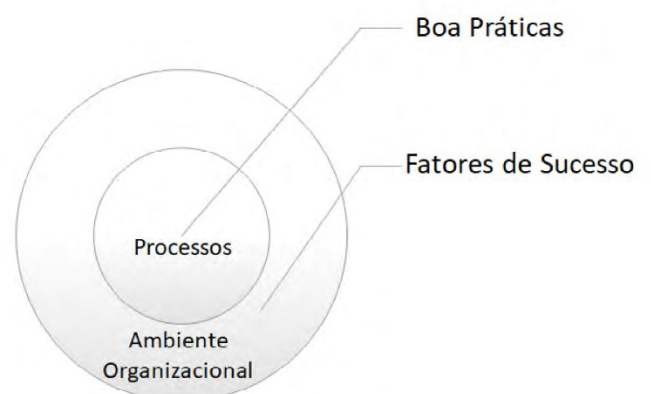 Boa Práticas
Fatores de Sucesso
Processos
Ambiente
Organizacional